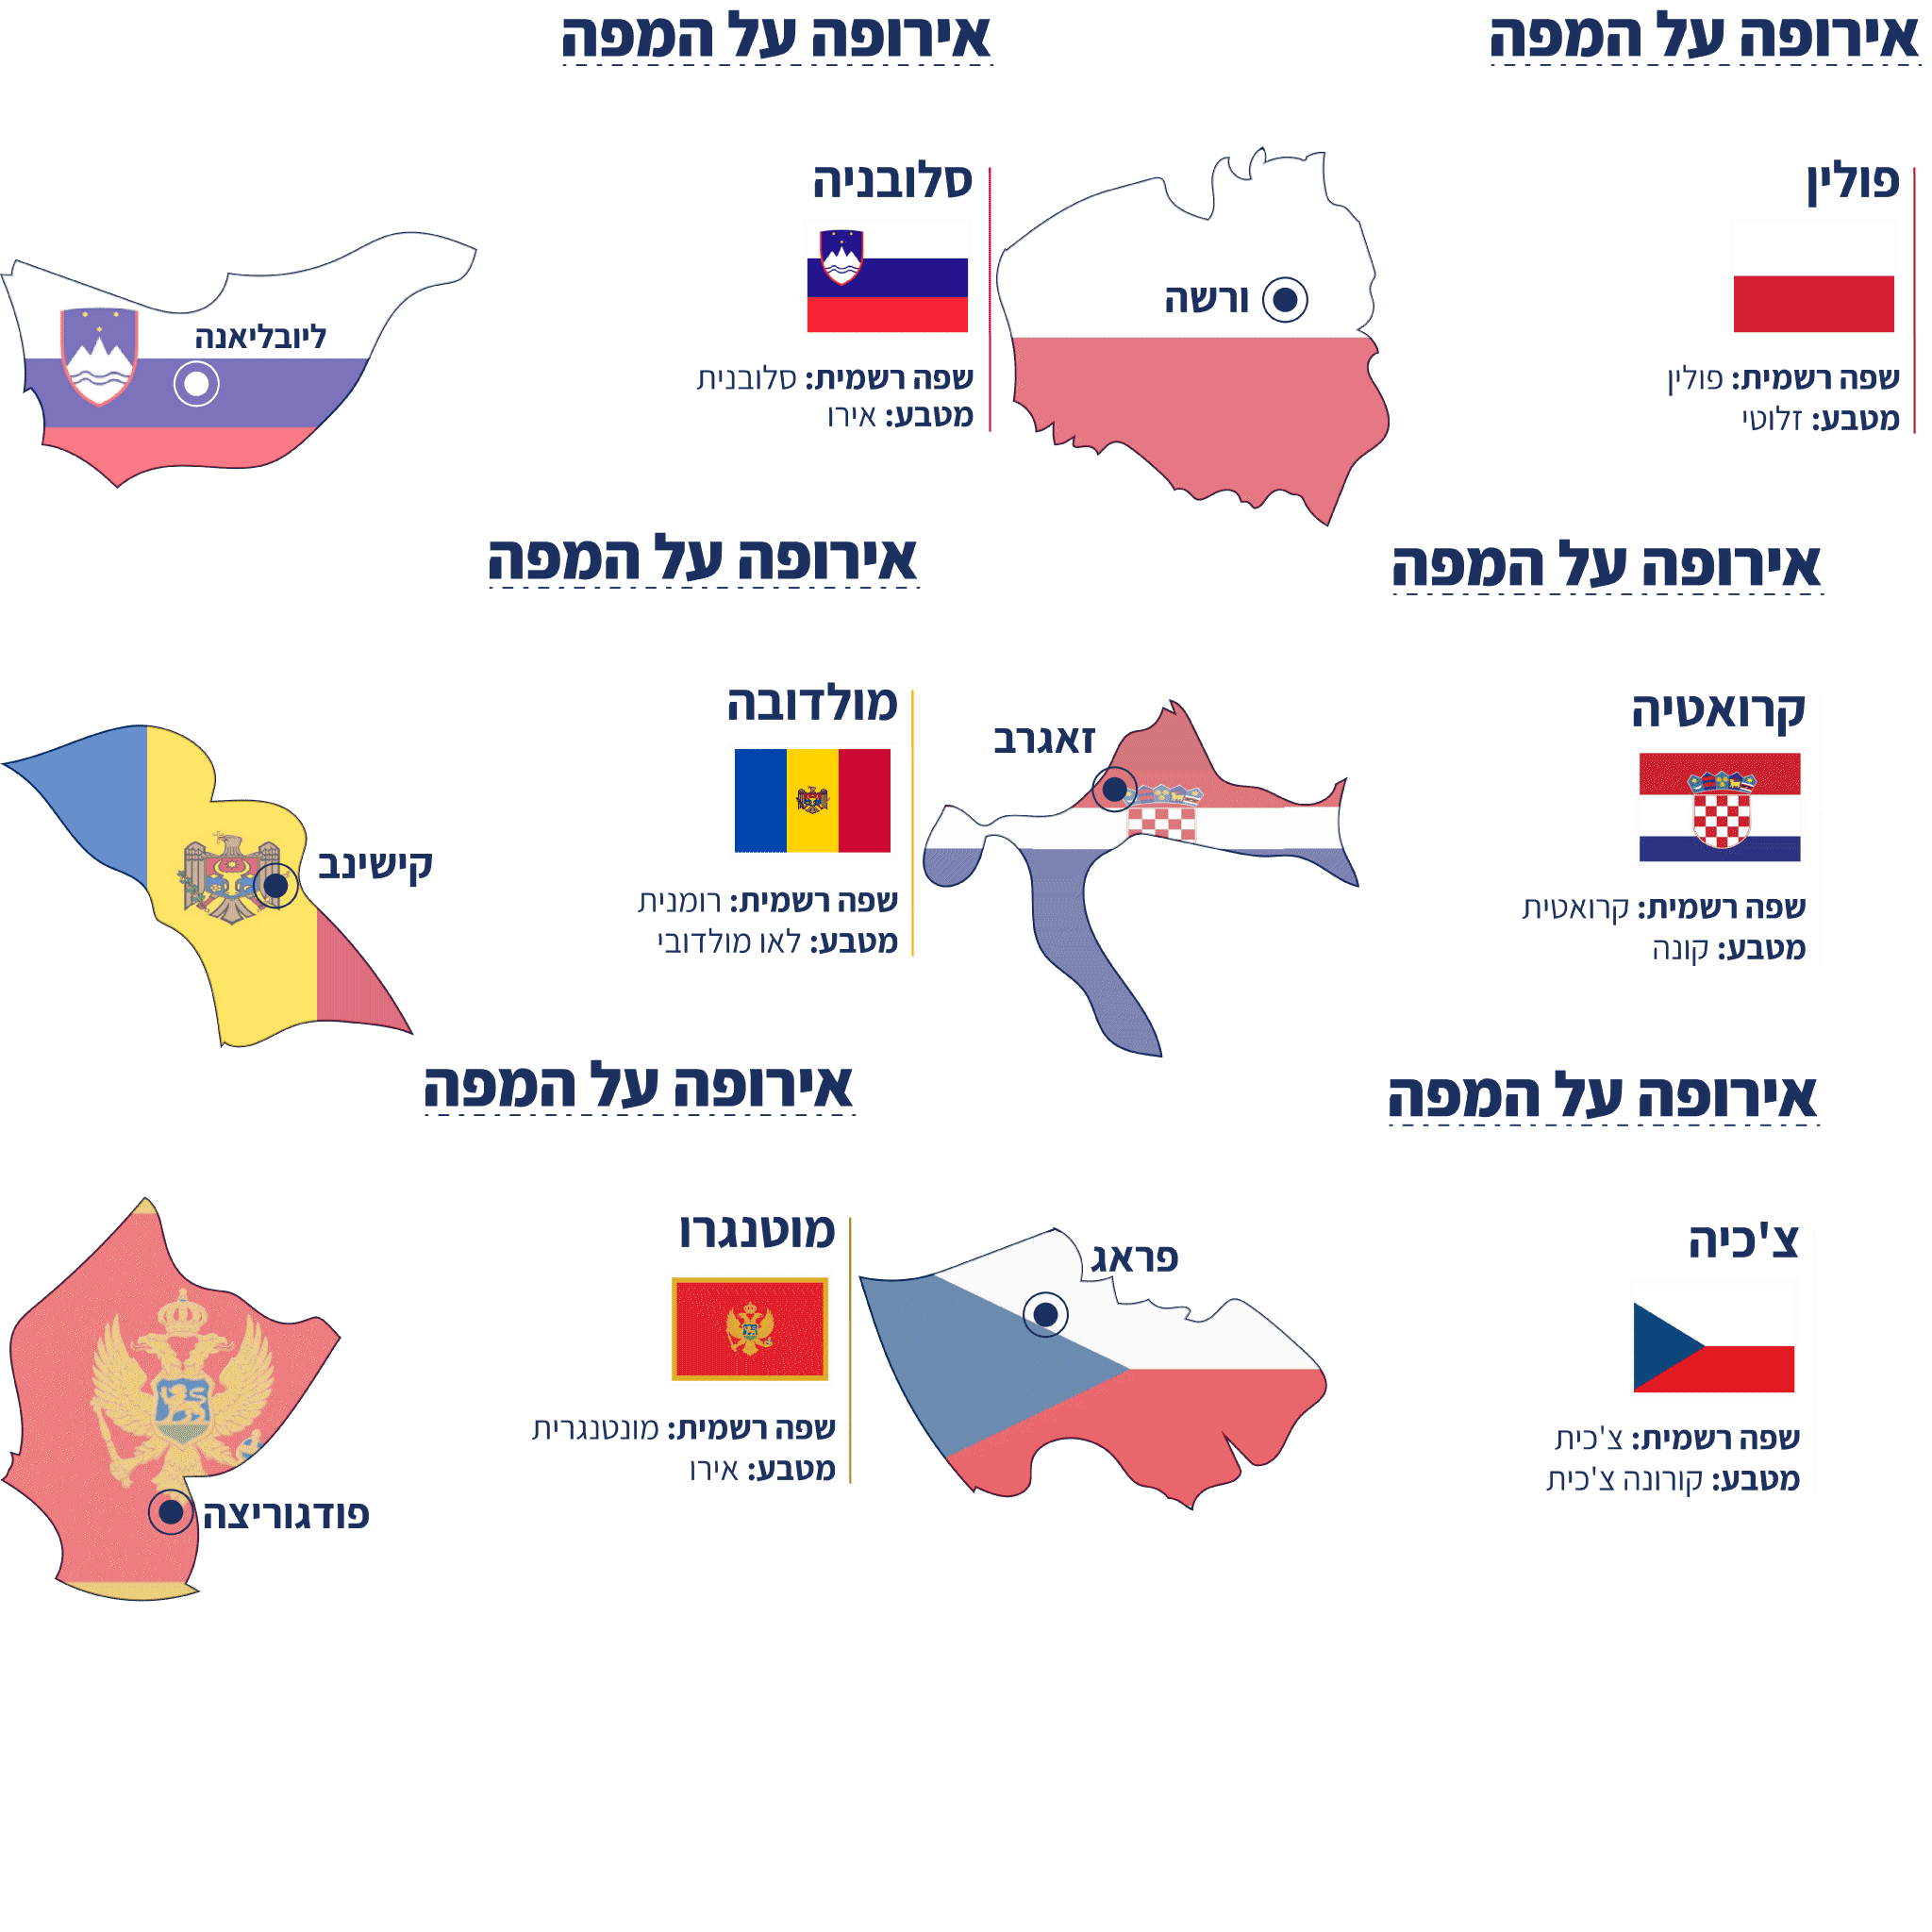 אירופה על המפה
פולין
ורשה
שפה רשמית: פולין
מטבע: זלוטי
אירופה על המפה
סלובניה
ליובליאנה
שפה רשמית: סלובנית
מטבע: אירו
אירופה על המפה
קרואטיה
זאגרב
שפה רשמית: קרואטית
מטבע: קונה
אירופה על המפה
מולדובה
קישינב
שפה רשמית: רומנית
מטבע: לאו מולדובי
אירופה על המפה
צ'כיה
פראג
שפה רשמית: צ'כית
מטבע: קורונה צ'כית
אירופה על המפה
מוטנגרו
פודגוריצה
שפה רשמית: מונטנגרית
מטבע: אירו